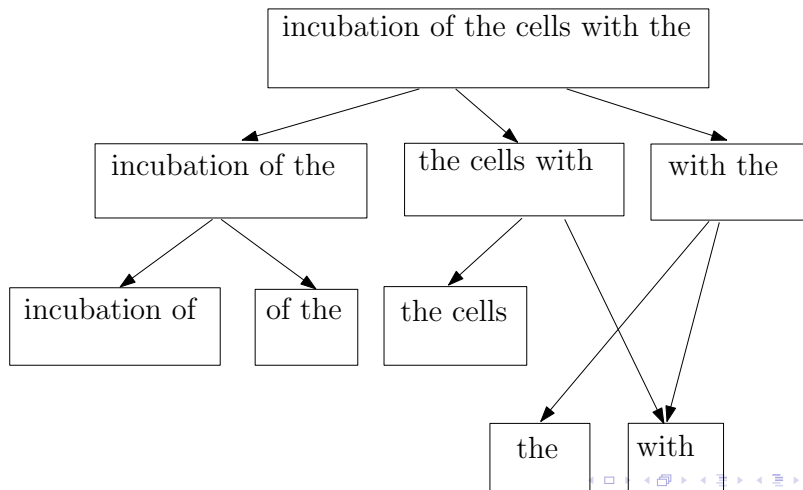 incubation of the cells with the
incubation of the
the cells with
with the
incubation of
of the
the cells
the
with